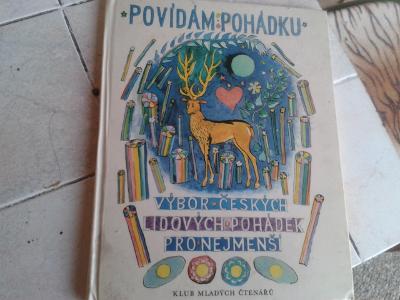 POVÍDÁM POHÁDKU
VÝBOR ČESKÝCH
LIDOVÝCH POHÁDEK
PRO NEJMENŠÍ
KLUB MLADÝCH ČTENÁŘŮ